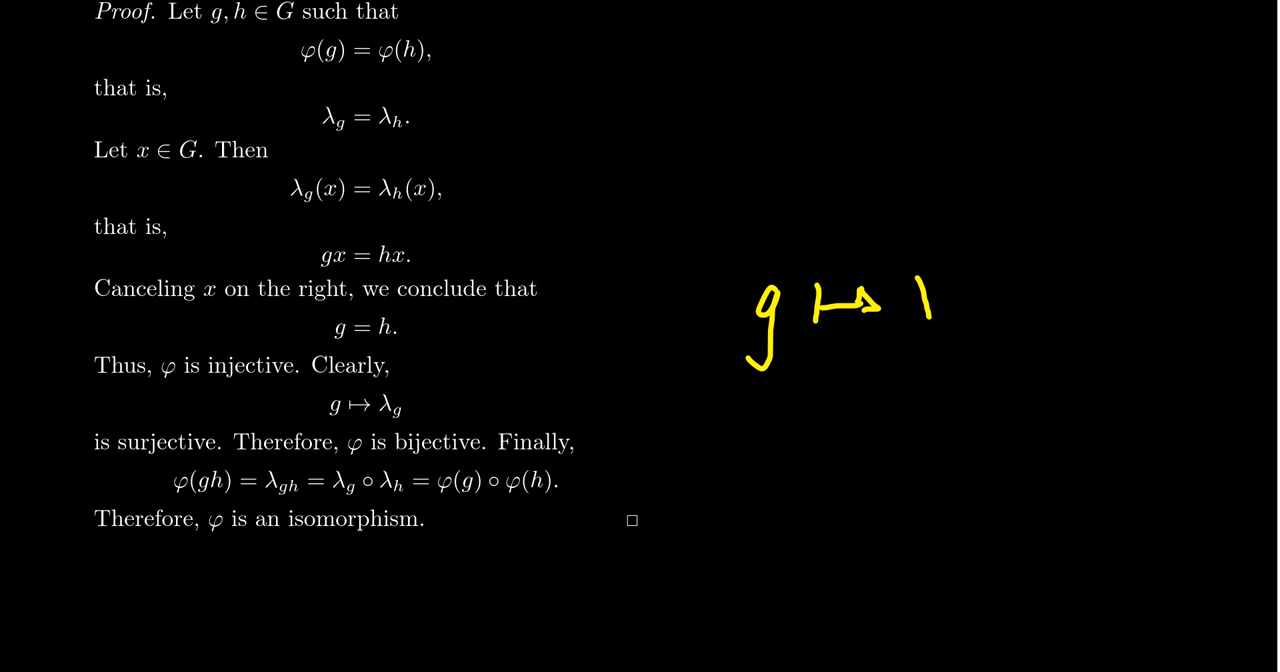 Proof. Let g, h ∈ G such that
φ(g) = φ(h),
that is,
λ_g = λ_h.
Let x ∈ G. Then
λ_g(x) = λ_h(x),
that is,
gx = hx.
Canceling x on the right, we conclude that
g = h.
Thus, φ is injective. Clearly,
g ↦ λ_g
is surjective. Therefore, φ is bijective. Finally,
φ(gh) = λ_{gh} = λ_g ∘ λ_h = φ(g) ∘ φ(h).
Therefore, φ is an isomorphism. □
g ↦